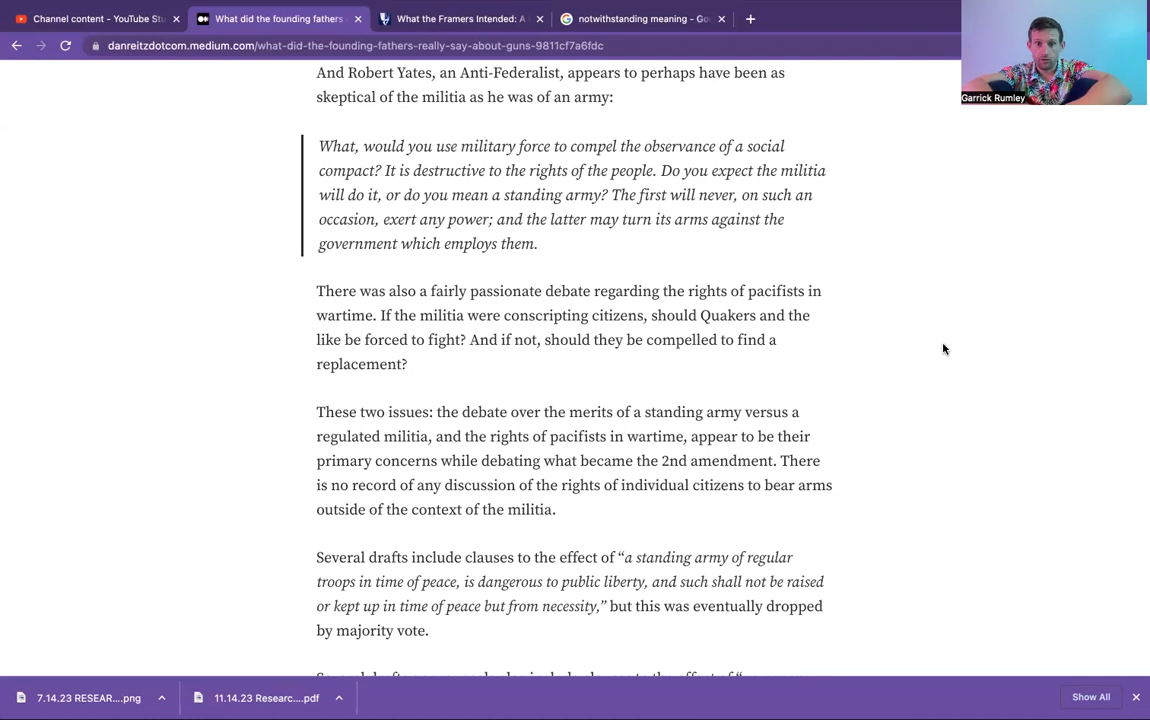 Channel content - YouTube Stu
What did the founding fathers
What the Framers Intended: A
notwithstanding meaning - Go
danreitzdotcom.medium.com/what-did-the-founding-fathers-really-say-about-guns-9811cf7a6fdc
Garrick Rumley
And Robert Yates, an Anti-Federalist, appears to perhaps have been as
skeptical of the militia as he was of an army:
What, would you use military force to compel the observance of a social
compact? It is destructive to the rights of the people. Do you expect the militia
will do it, or do you mean a standing army? The first will never, on such an
occasion, exert any power; and the latter may turn its arms against the
government which employs them.
There was also a fairly passionate debate regarding the rights of pacifists in
wartime. If the militia were conscripting citizens, should Quakers and the
like be forced to fight? And if not, should they be compelled to find a
replacement?
These two issues: the debate over the merits of a standing army versus a
regulated militia, and the rights of pacifists in wartime, appear to be their
primary concerns while debating what became the 2nd amendment. There
is no record of any discussion of the rights of individual citizens to bear arms
outside of the context of the militia.
Several drafts include clauses to the effect of “a standing army of regular
troops in time of peace, is dangerous to public liberty, and such shall not be raised
or kept up in time of peace but from necessity,” but this was eventually dropped
by majority vote.
7.14.23 RESEAR....png
11.14.23 Researc....pdf
Show All